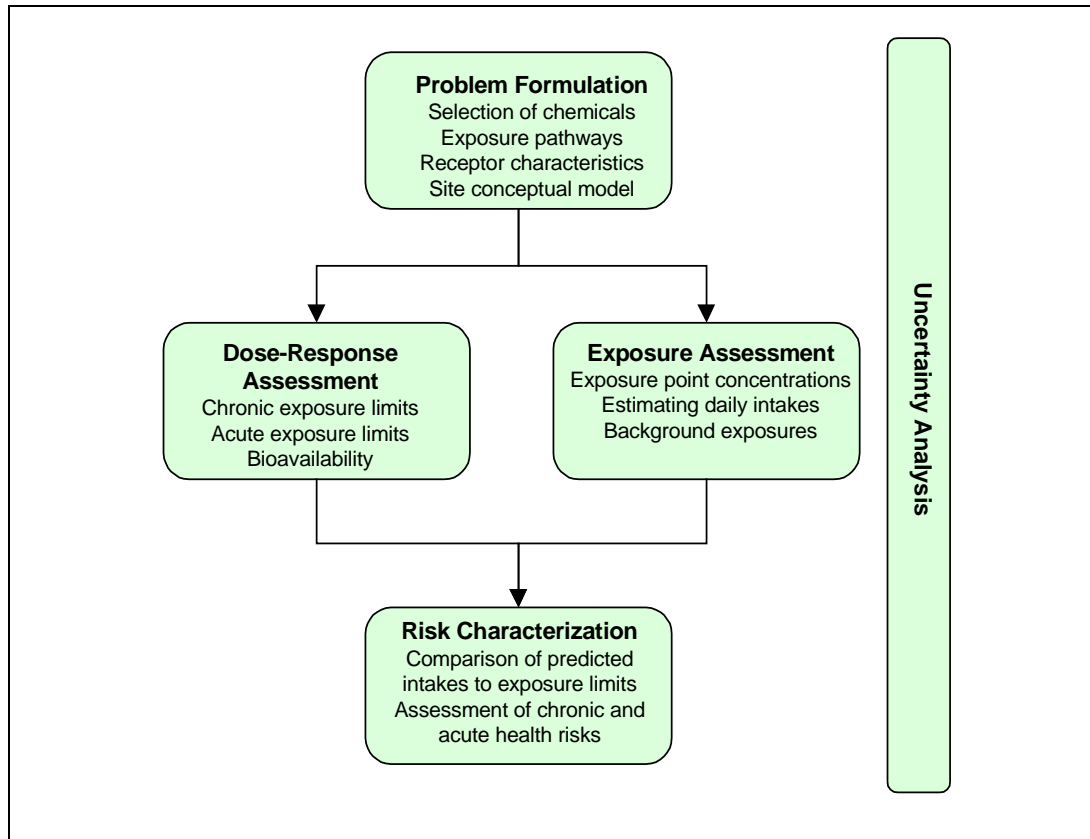 Problem Formulation
Selection of chemicals
Exposure pathways
Receptor characteristics
Site conceptual model
Dose-Response
Assessment
Chronic exposure limits
Acute exposure limits
Bioavailability
Exposure Assessment
Exposure point concentrations
Estimating daily intakes
Background exposures
Risk Characterization
Comparison of predicted
intakes to exposure limits
Assessment of chronic and
acute health risks
Uncertainty Analysis